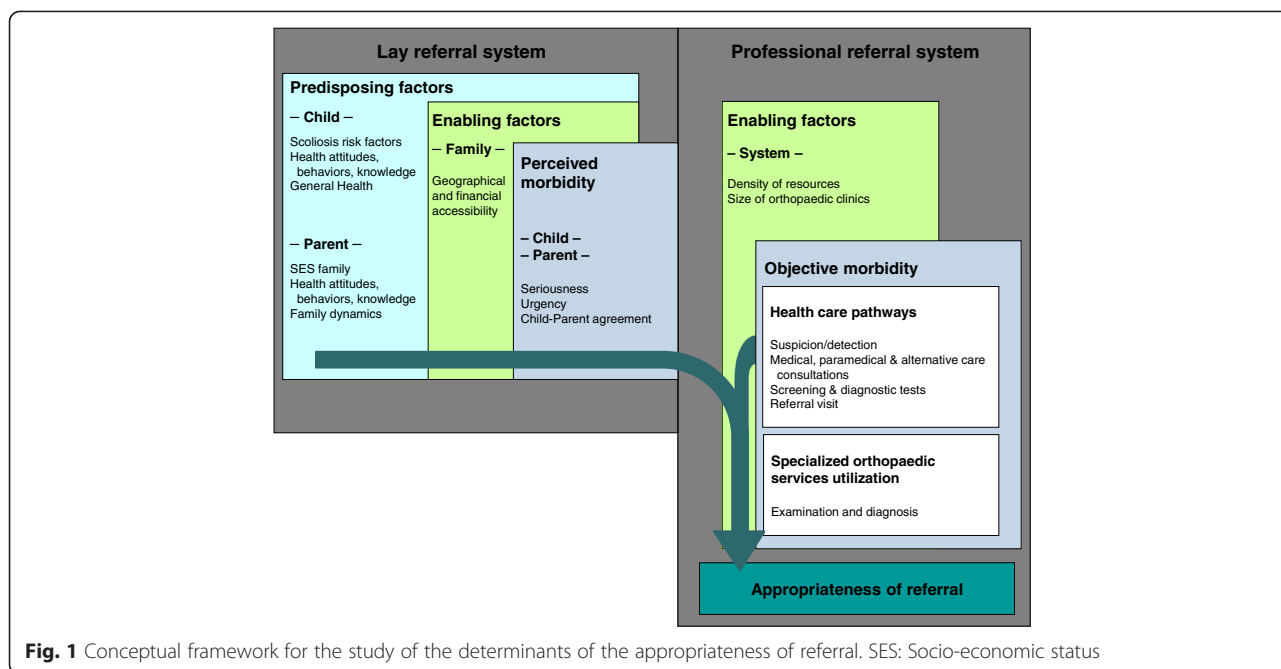 Lay referral system
Predisposing factors
– Child –
Scoliosis risk factors
Health attitudes,
behaviors, knowledge
General Health
– Parent –
SES family
Health attitudes,
behaviors, knowledge
Family dynamics
Enabling factors
– Family –
Geographical
and financial
accessibility
Perceived
morbidity
– Child –
– Parent –
Seriousness
Urgency
Child-Parent agreement
Professional referral system
Enabling factors
– System –
Density of resources
Size of orthopaedic clinics
Objective morbidity
Health care pathways
Suspicion/detection
Medical, paramedical & alternative care
consultations
Screening & diagnostic tests
Referral visit
Specialized orthopaedic
services utilization
Examination and diagnosis
Appropriateness of referral
Fig. 1 Conceptual framework for the study of the determinants of the appropriateness of referral. SES: Socio-economic status